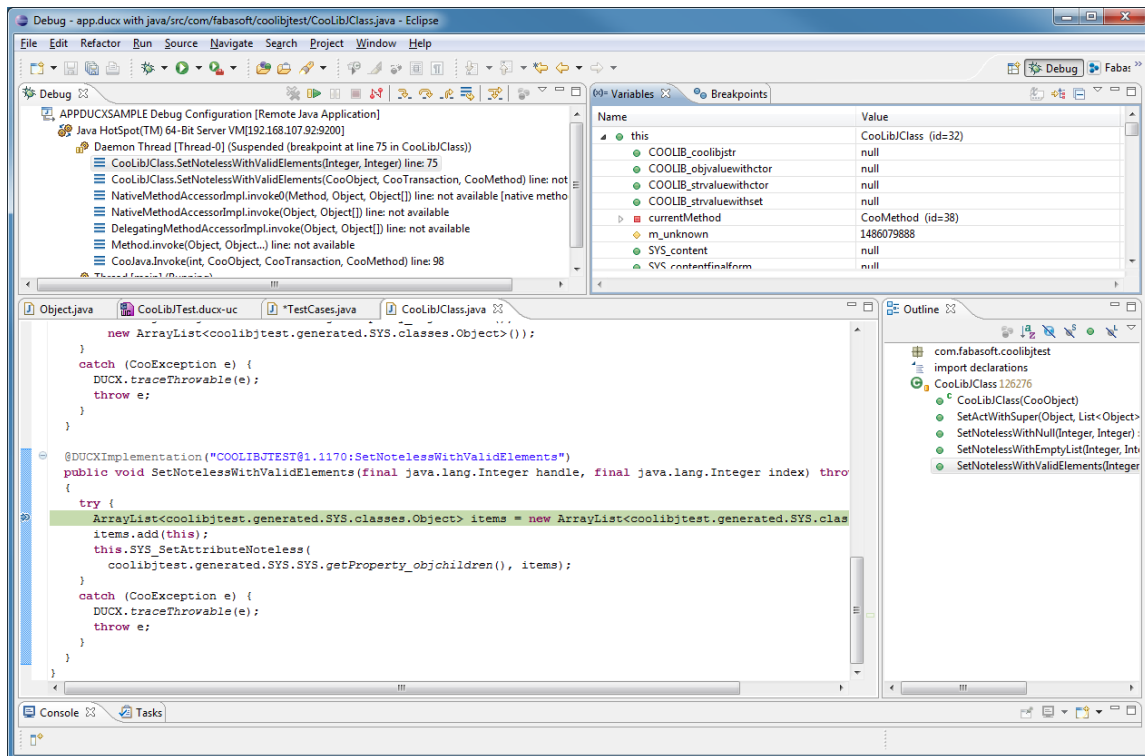 Debug - app.ducx with java/src/com/fabasoft/coolibjtest/CooLibJClass.java - Eclipse
File Edit Refactor Run Source Navigate Search Project Window Help
Debug
Fabas
Debug
APPDUCXSAMPLE Debug Configuration [Remote Java Application]
Java HotSpot(TM) 64-Bit Server VM[192.168.107.92:9200]
Daemon Thread [Thread-0] (Suspended (breakpoint at line 75 in CooLibJClass))
CooLibJClass.SetNotelessWithValidElements(Integer, Integer) line: 75
CooLibJClass.SetNotelessWithValidElements(CooObject, CooTransaction, CooMethod) line: not
NativeMethodAccessorImpl.invoke0(Method, Object, Object[]) line: not available [native metho
NativeMethodAccessorImpl.invoke(Object, Object[]) line: not available
DelegatingMethodAccessorImpl.invoke(Object, Object[]) line: not available
Method.invoke(Object, Object...) line: not available
CooJava.Invoke(int, CooObject, CooTransaction, CooMethod) line: 98
Thread [main] (Running)
(x)= Variables Breakpoints
Name Value
this CooLibJClass (id=32)
COOLIB_coolibjstr null
COOLIB_objvaluewithctor null
COOLIB_strvaluewithctor null
COOLIB_strvaluewithset null
currentMethod CooMethod (id=38)
m_unknown 1486079888
SYS_content null
SYS_contentfinalform null
Object.java CooLibJTest.ducx-uc *TestCases.java CooLibJClass.java
new ArrayList<coolibjtest.generated.SYS.classes.Object>());
}
catch (CooException e) {
DUCX.traceThrowable(e);
throw e;
}
}
@DUCXImplementation("COOLIBJTEST@1.1170:SetNotelessWithValidElements")
public void SetNotelessWithValidElements(final java.lang.Integer handle, final java.lang.Integer index) throw
{
try {
ArrayList<coolibjtest.generated.SYS.classes.Object> items = new ArrayList<coolibjtest.generated.SYS.clas
items.add(this);
this.SYS_SetAttributeNoteless(
coolibjtest.generated.SYS.SYS.getProperty_objchildren(), items);
}
catch (CooException e) {
DUCX.traceThrowable(e);
throw e;
}
}
}
Outline
com.fabasoft.coolibjtest
import declarations
CooLibJClass 126276
CooLibJClass(CooObject)
SetActWithSuper(Object, List<Object>
SetNotelessWithNull(Integer, Integer) :
SetNotelessWithEmptyList(Integer, Inte
SetNotelessWithValidElements(Integer
Console Tasks